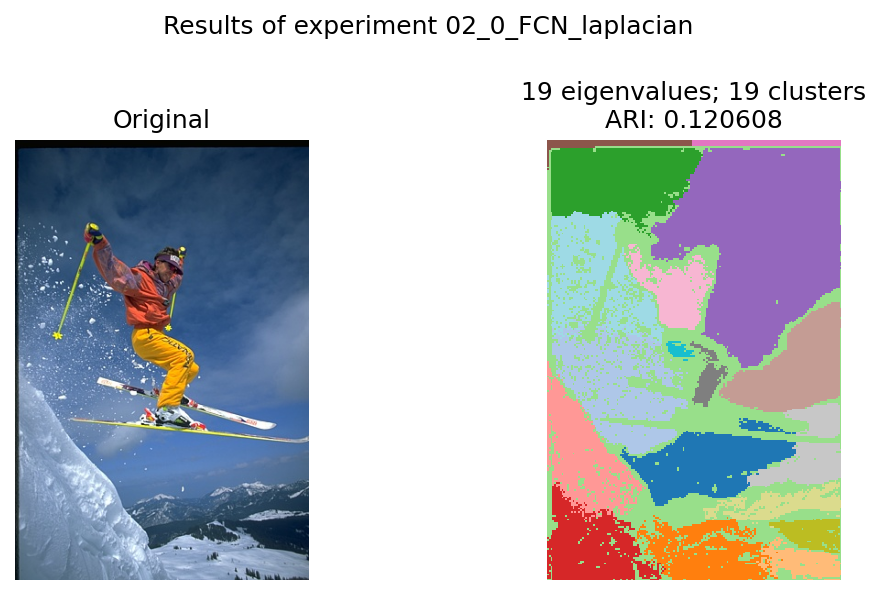 Results of experiment 02_0_FCN_laplacian
Original
19 eigenvalues; 19 clusters
ARI: 0.120608